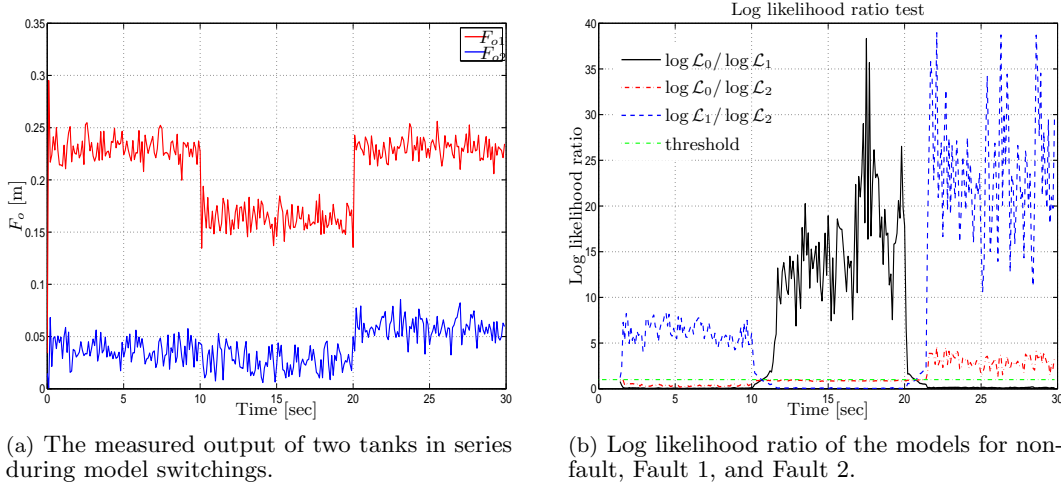 0.35
0.3
0.25
0.2
0.15
0.1
0.05
0
F_o [m]
F_{o1}
F_{o2}
0 5 10 15 20 25 30
Time [sec]
(a) The measured output of two tanks in series
during model switchings.
Log likelihood ratio test
40
35
30
25
20
15
10
5
0
Log likelihood ratio
log ℒ₀/ log ℒ₁
log ℒ₀/ log ℒ₂
log ℒ₁/ log ℒ₂
threshold
0 5 10 15 20 25 30
Time [sec]
(b) Log likelihood ratio of the models for non-
fault, Fault 1, and Fault 2.